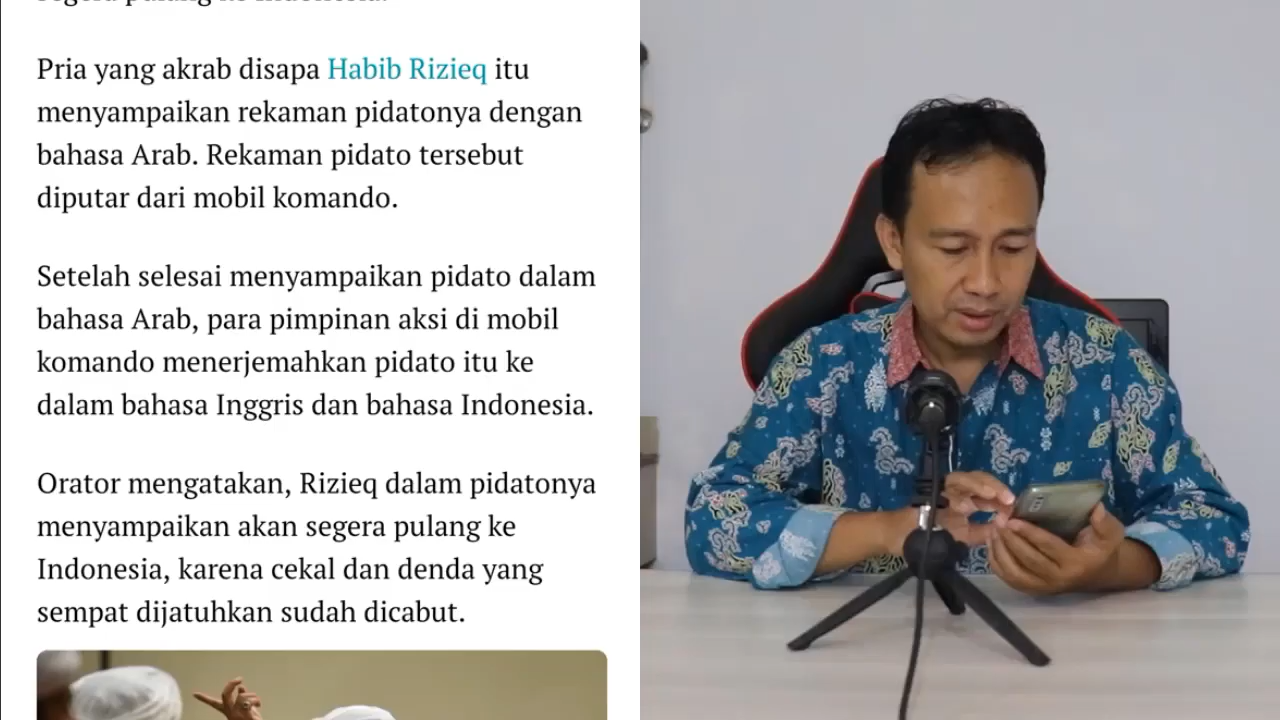 Pria yang akrab disapa Habib Rizieq itu
menyampaikan rekaman pidatonya dengan
bahasa Arab. Rekaman pidato tersebut
diputar dari mobil komando.
Setelah selesai menyampaikan pidato dalam
bahasa Arab, para pimpinan aksi di mobil
komando menerjemahkan pidato itu ke
dalam bahasa Inggris dan bahasa Indonesia.
Orator mengatakan, Rizieq dalam pidatonya
menyampaikan akan segera pulang ke
Indonesia, karena cekal dan denda yang
sempat dijatuhkan sudah dicabut.